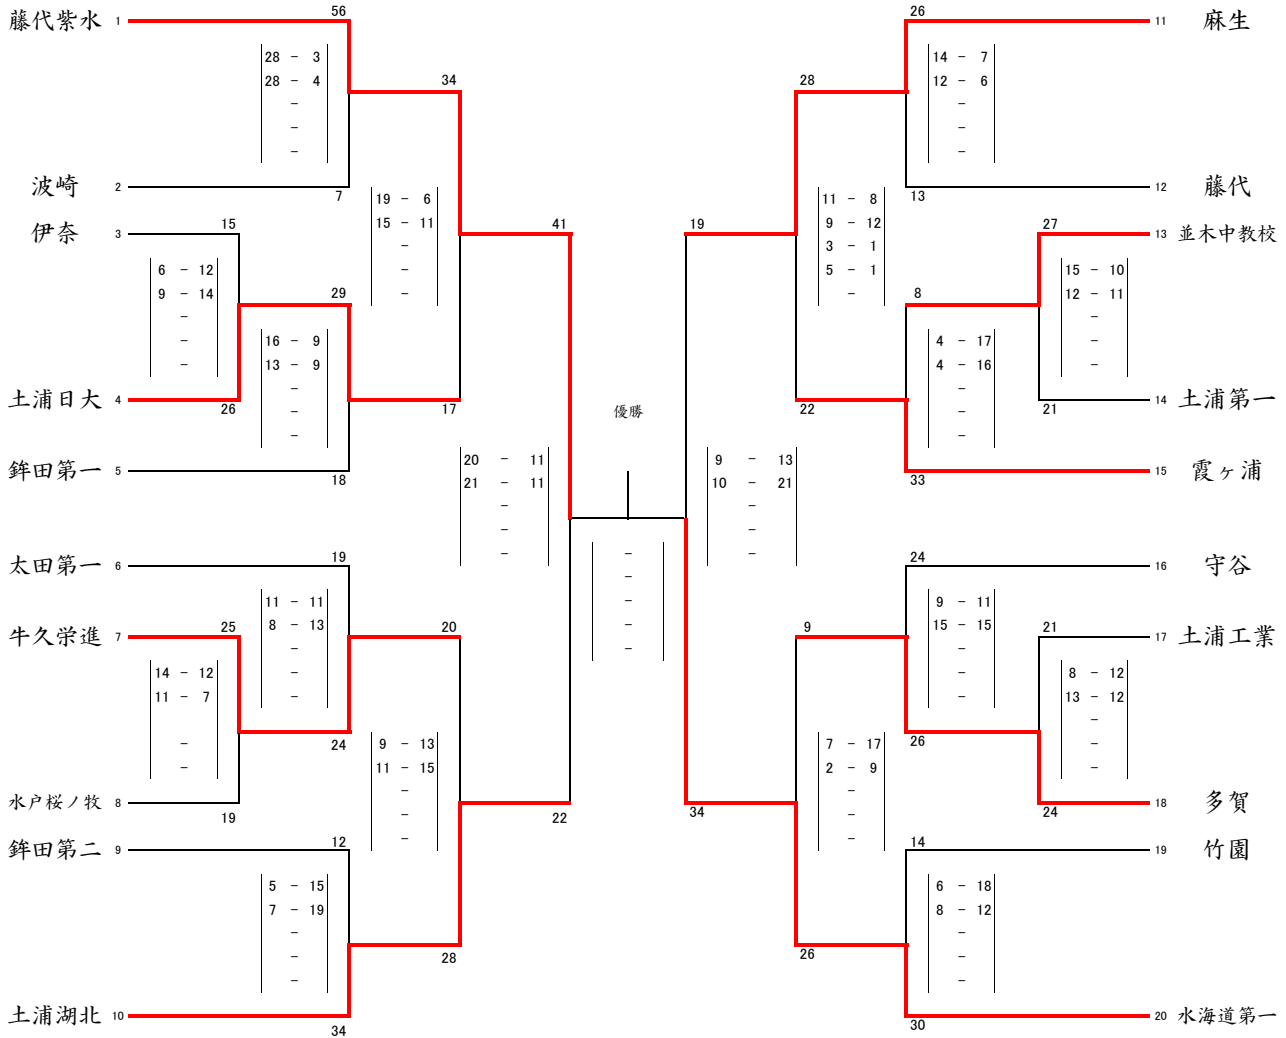 藤代紫水 1
56
28 - 3
28 - 4
-
-
-
34
波崎 2
7
伊奈 3
15
6 - 12
9 - 14
-
-
-
19 - 6
15 - 11
-
-
-
41
29
16 - 9
13 - 9
-
-
-
土浦日大 4
26
17
鉾田第一 5
18
20 - 11
21 - 11
-
-
-
太田第一 6
19
11 - 11
8 - 13
-
-
-
牛久栄進 7
25
20
14 - 12
11 - 7
-
-
24
9 - 13
11 - 15
-
-
-
水戸桜ノ牧 8
19
22
鉾田第二 9
12
5 - 15
7 - 19
-
-
-
28
土浦湖北 10
34
優勝
-
-
-
-
-
26
11 麻生
14 - 7
12 - 6
-
-
-
28
12 藤代
13
11 - 8
9 - 12
3 - 1
5 - 1
-
19
27
13 並木中教校
15 - 10
12 - 11
-
-
-
8
4 - 17
4 - 16
-
-
-
22
14 土浦第一
21
15 霞ヶ浦
33
9 - 13
10 - 21
-
-
-
24
16 守谷
9 - 11
15 - 15
-
-
-
9
21
17 土浦工業
8 - 12
13 - 12
-
-
-
26
7 - 17
2 - 9
-
-
-
18 多賀
24
34
14
19 竹園
6 - 18
8 - 12
-
-
-
26
20 水海道第一
30